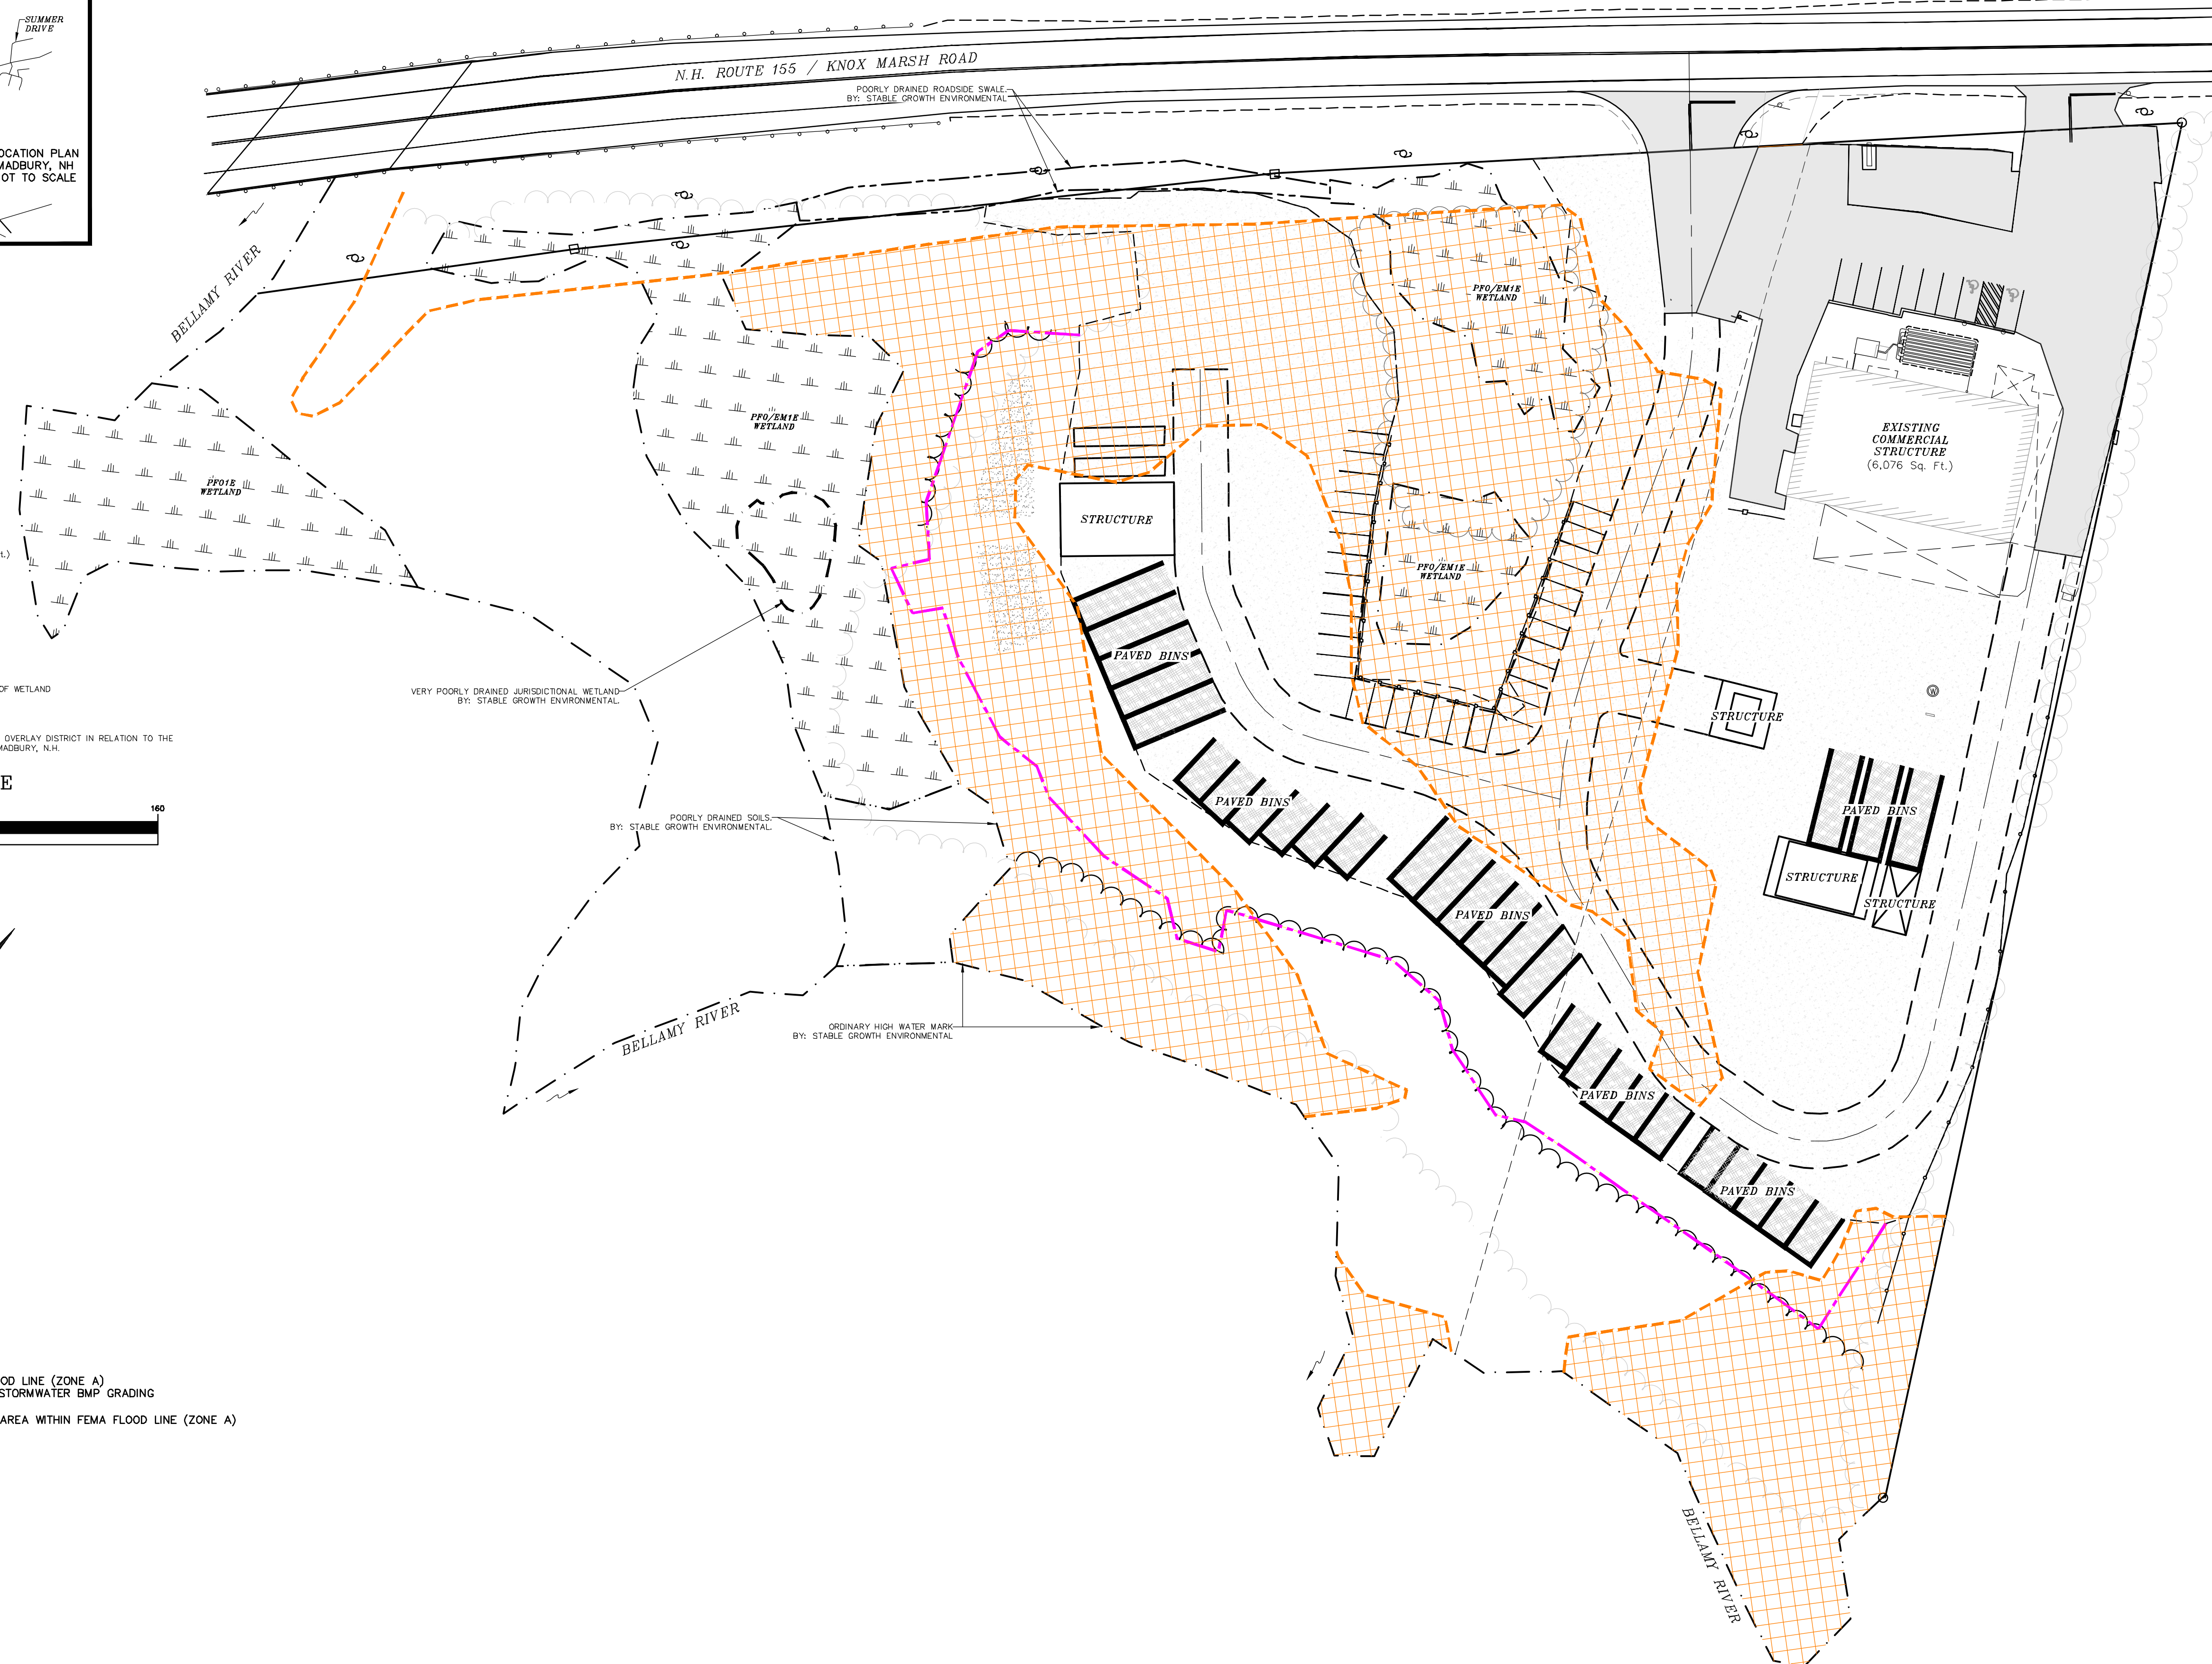 SUMMER
DRIVE
OCATION PLAN
MADBURY, NH
OT TO SCALE
N.H. ROUTE 155 / KNOX MARSH ROAD
POORLY DRAINED ROADSIDE SWALE.
BY: STABLE GROWTH ENVIRONMENTAL
BELLAMY RIVER
PFO/EM1E
WETLAND
PFO/EM1E
WETLAND
EXISTING
COMMERCIAL
STRUCTURE
(6,076 Sq. Ft.)
PFO1E
WETLAND
STRUCTURE
t.)
PFO/EM1E
WETLAND
PAVED BINS
OF WETLAND
VERY POORLY DRAINED JURISDICTIONAL WETLAND
BY: STABLE GROWTH ENVIRONMENTAL.
W
STRUCTURE
OVERLAY DISTRICT IN RELATION TO THE
MADBURY, N.H.
E
160
PAVED BINS
PAVED BINS
POORLY DRAINED SOILS.
BY: STABLE GROWTH ENVIRONMENTAL.
STRUCTURE
STRUCTURE
PAVED BINS
BELLAMY RIVER
ORDINARY HIGH WATER MARK
BY: STABLE GROWTH ENVIRONMENTAL
PAVED BINS
PAVED BINS
OD LINE (ZONE A)
STORMWATER BMP GRADING
AREA WITHIN FEMA FLOOD LINE (ZONE A)
BELLAMY RIVER